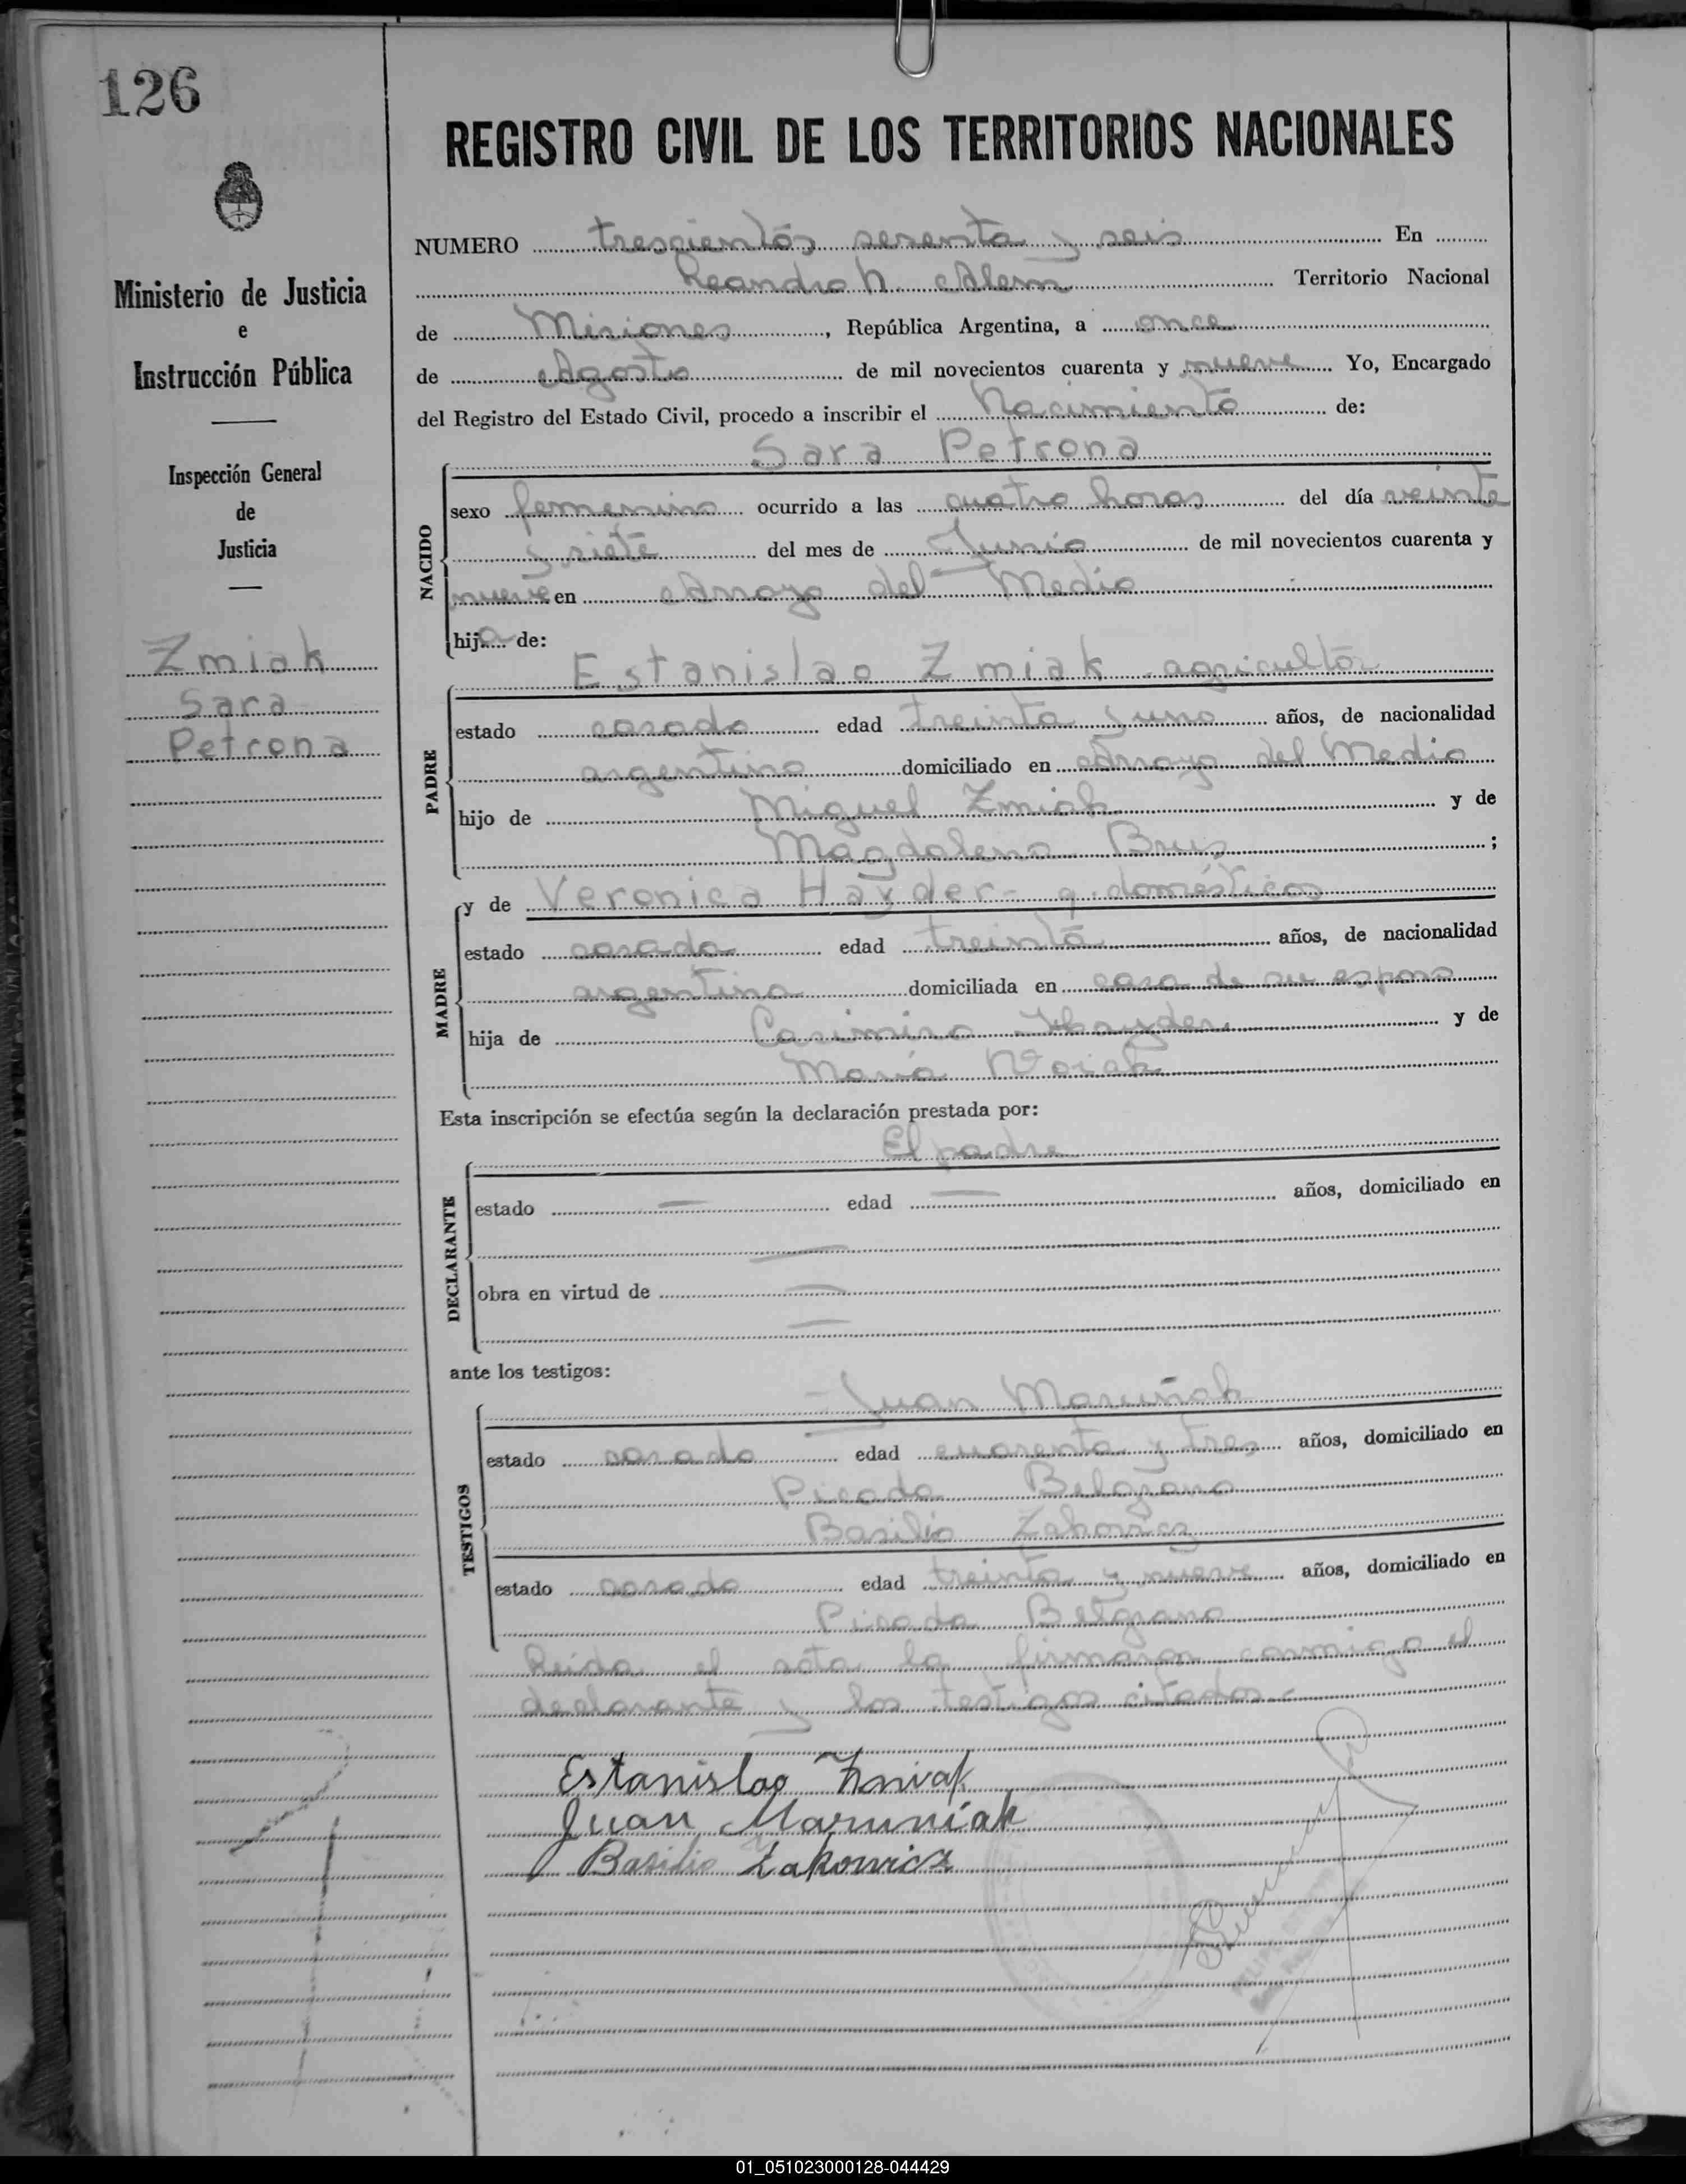 126
REGISTRO CIVIL DE LOS TERRITORIOS NACIONALES
Ministerio de Justicia
e
Instrucción Pública
Inspección General
de
Justicia
Zmiak
Sara
Petrona
NUMERO trescientos sesenta y seis En
Leandro N. Alem Territorio Nacional
de Misiones, República Argentina, a once
de Agosto de mil novecientos cuarenta y nueve Yo, Encargado
del Registro del Estado Civil, procedo a inscribir el Nacimiento de:
Sara Petrona
NACIDO
sexo femenino ocurrido a las cuatro horas del día veinte
y siete del mes de Junio de mil novecientos cuarenta y
nueve en Arroyo del Medio
hija de:
Estanislao Zmiak agricultor
PADRE
estado casado edad treinta y uno años, de nacionalidad
argentino domiciliado en Arroyo del Medio
hijo de Miguel Zmiak y de
Magdalena Brus;
y de Veronica Hayder - q. domésticos
MADRE
estado casada edad treinta años, de nacionalidad
argentina domiciliada en casa de su esposo
hija de Casimiro Hayder y de
María Woiak
Esta inscripción se efectúa según la declaración prestada por:
El padre
DECLARANTE
estado — edad — años, domiciliado en
—
obra en virtud de —
—
ante los testigos:
Juan Maruñak
TESTIGOS
estado casado edad cuarenta y tres años, domiciliado en
Picada Belgrano
Basilio Zakowicz
estado casado edad treinta y nueve años, domiciliado en
Picada Belgrano
Leida el acta la firmaron conmigo el
declarante y los testigos citados.-
Estanislao Zmiak
Juan Maruniak
Basilio Zakowicz
01_051023000128-044429